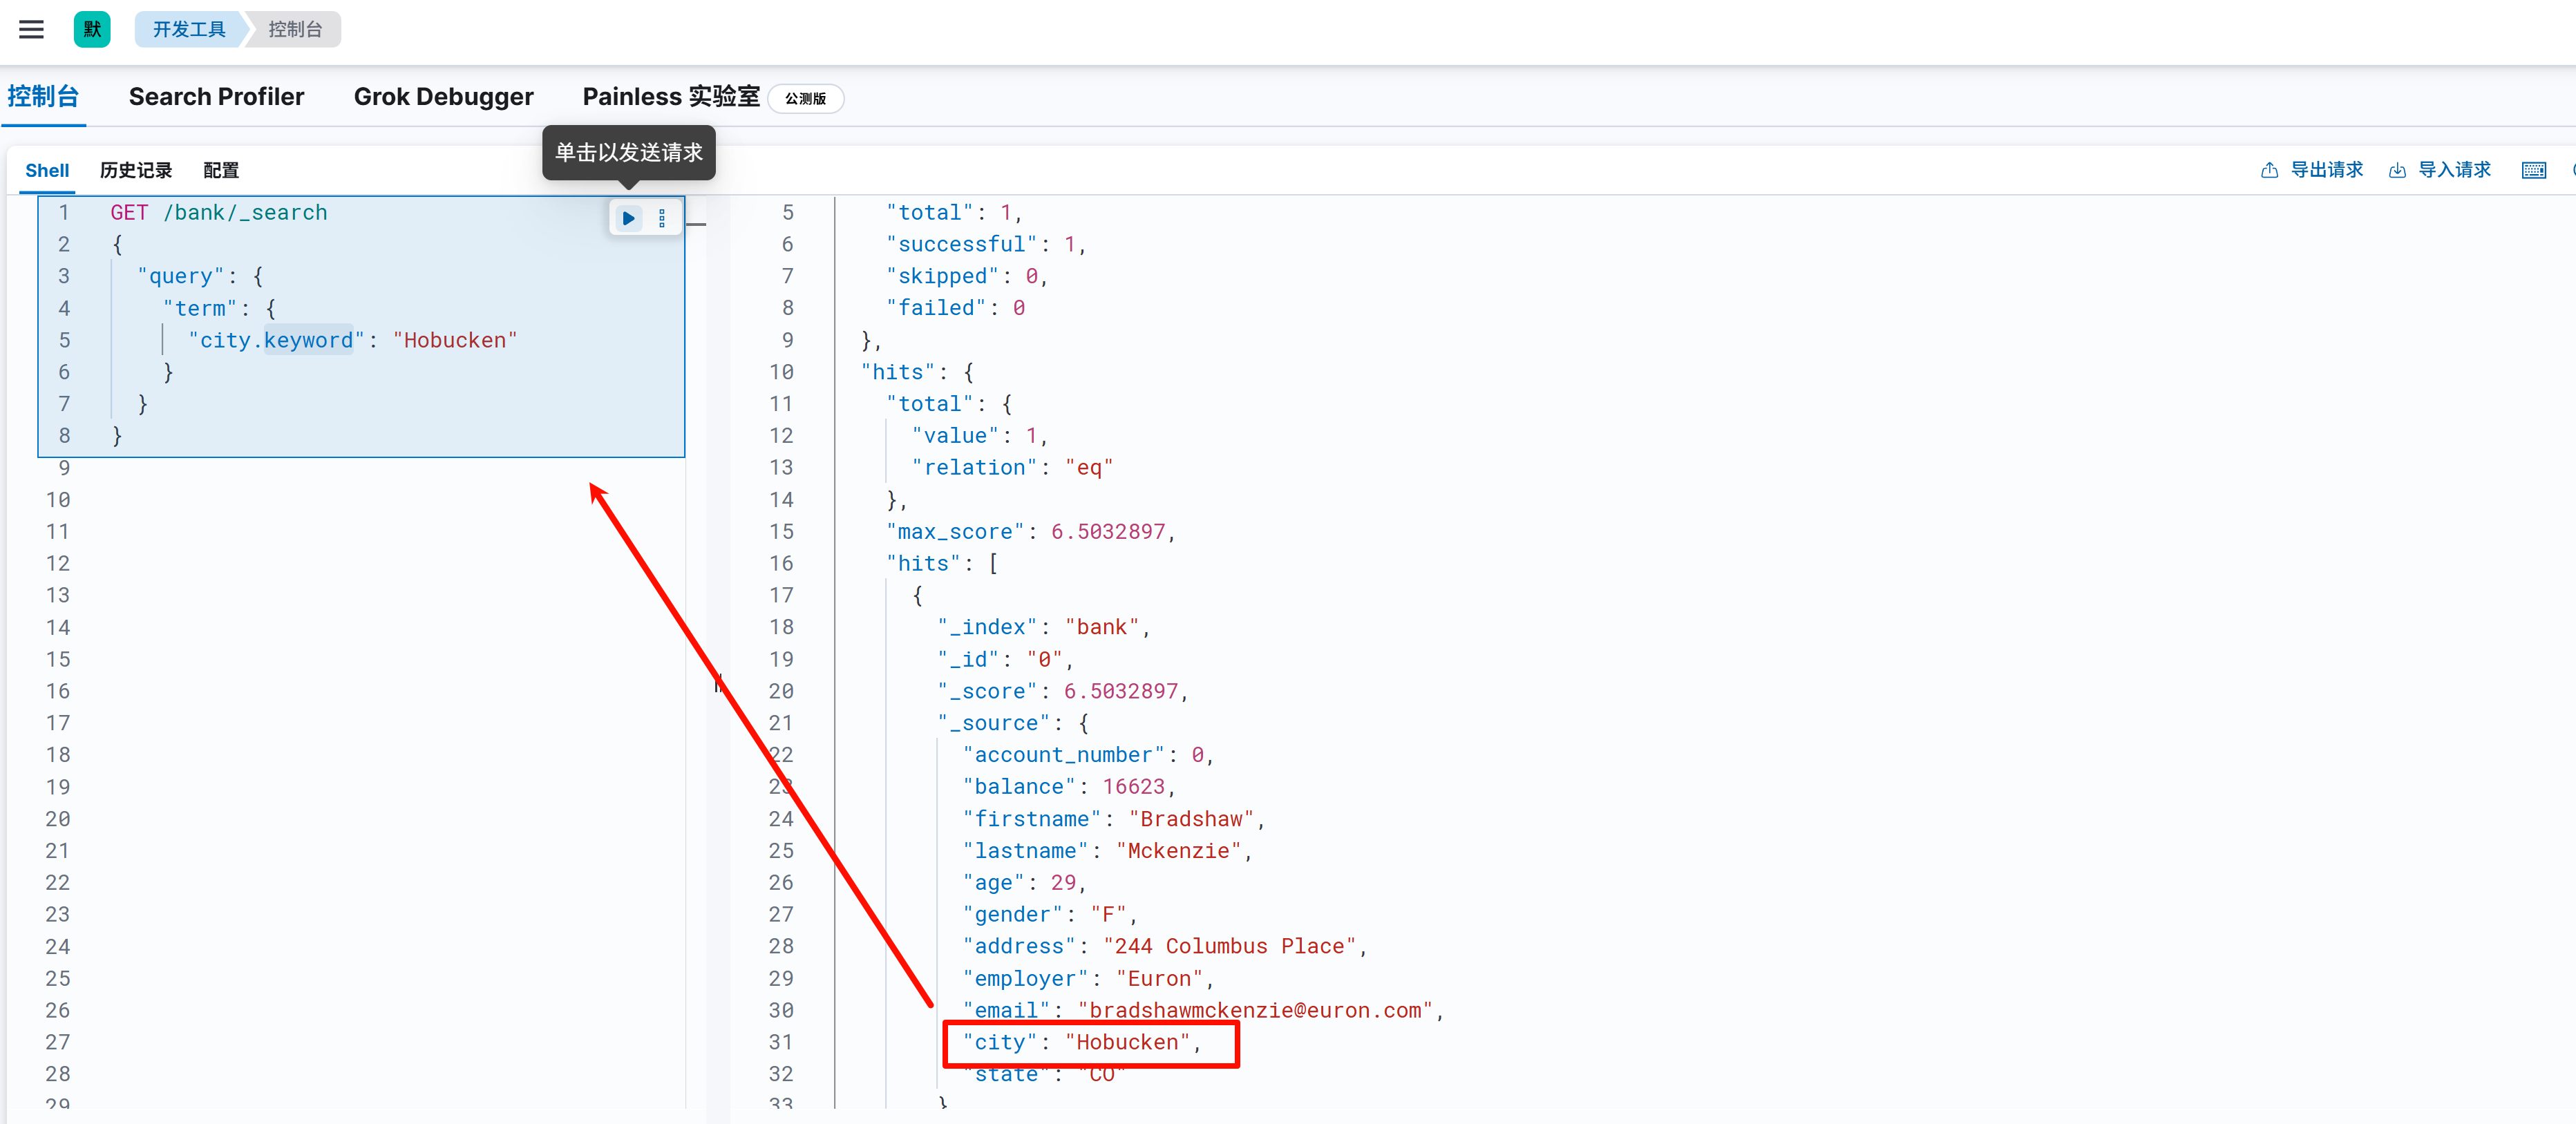 默 开发工具 控制台
控制台 Search Profiler Grok Debugger Painless 实验室 公测版
单击以发送请求
Shell 历史记录 配置 导出请求 导入请求
1 GET /bank/_search
2 {
3 "query": {
4 "term": {
5 "city.keyword": "Hobucken"
6 }
7 }
8 }
9
10
11
12
13
14
15
16
17
18
19
20
21
22
23
24
25
26
27
28
29
5 "total": 1,
6 "successful": 1,
7 "skipped": 0,
8 "failed": 0
9 },
10 "hits": {
11 "total": {
12 "value": 1,
13 "relation": "eq"
14 },
15 "max_score": 6.5032897,
16 "hits": [
17 {
18 "_index": "bank",
19 "_id": "0",
20 "_score": 6.5032897,
21 "_source": {
22 "account_number": 0,
23 "balance": 16623,
24 "firstname": "Bradshaw",
25 "lastname": "Mckenzie",
26 "age": 29,
27 "gender": "F",
28 "address": "244 Columbus Place",
29 "employer": "Euron",
30 "email": "bradshawmckenzie@euron.com",
31 "city": "Hobucken",
32 "state": "CO"
33 }